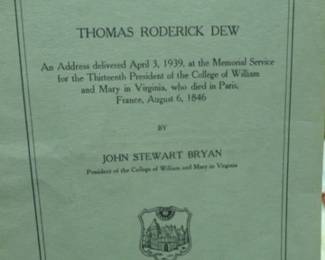 THOMAS RODERICK DEW
An Address delivered April 3, 1939, at the Memorial Service
for the Thirteenth President of the College of William
and Mary in Virginia, who died in Paris,
France, August 6, 1846
BY
JOHN STEWART BRYAN
President of the College of William and Mary in Virginia